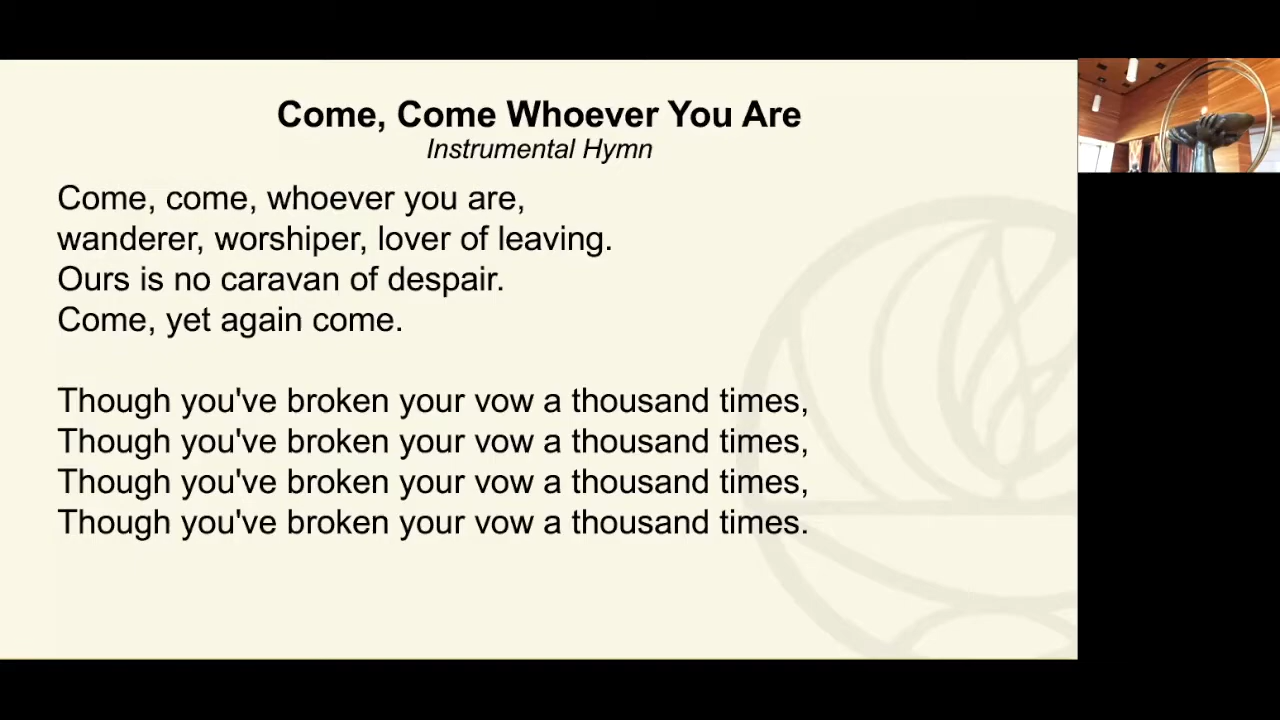 Come, Come Whoever You Are
Instrumental Hymn
Come, come, whoever you are,
wanderer, worshiper, lover of leaving.
Ours is no caravan of despair.
Come, yet again come.
Though you've broken your vow a thousand times,
Though you've broken your vow a thousand times,
Though you've broken your vow a thousand times,
Though you've broken your vow a thousand times.